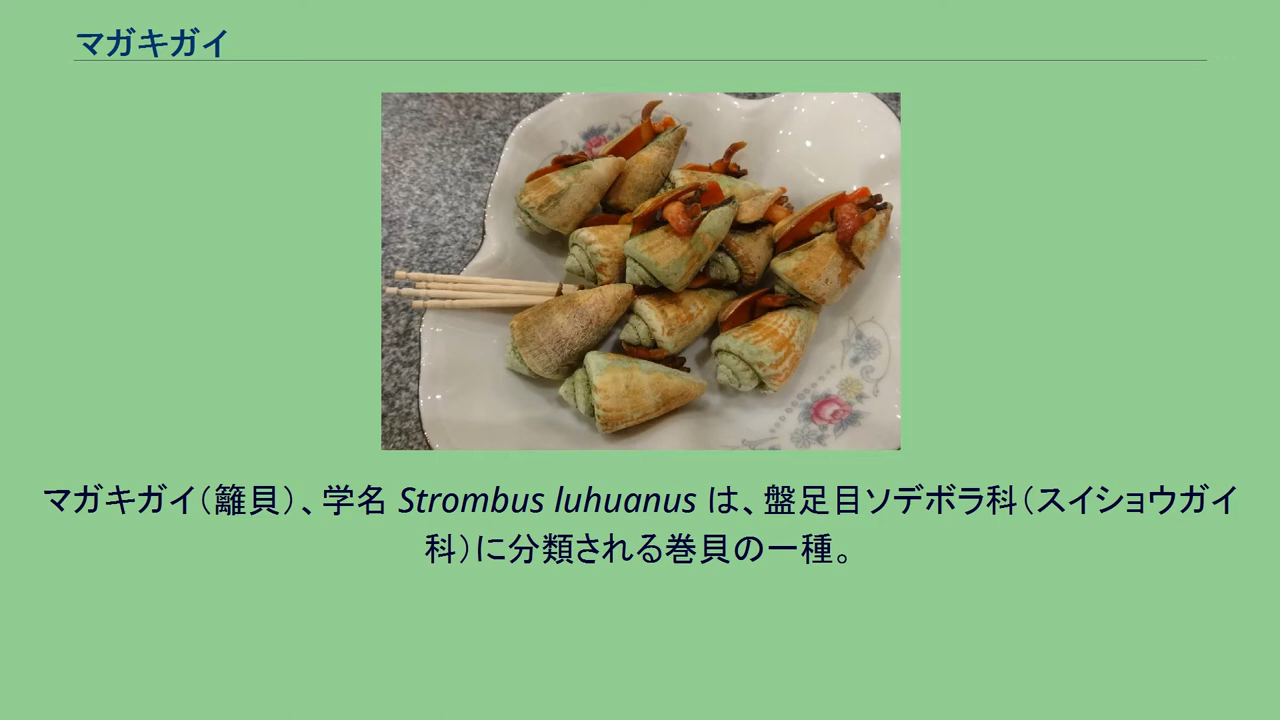 マガキガイ
マガキガイ（籬貝）、学名 Strombus luhuanus は、盤足目ソデボラ科（スイショウガイ
科）に分類される巻貝の一種。